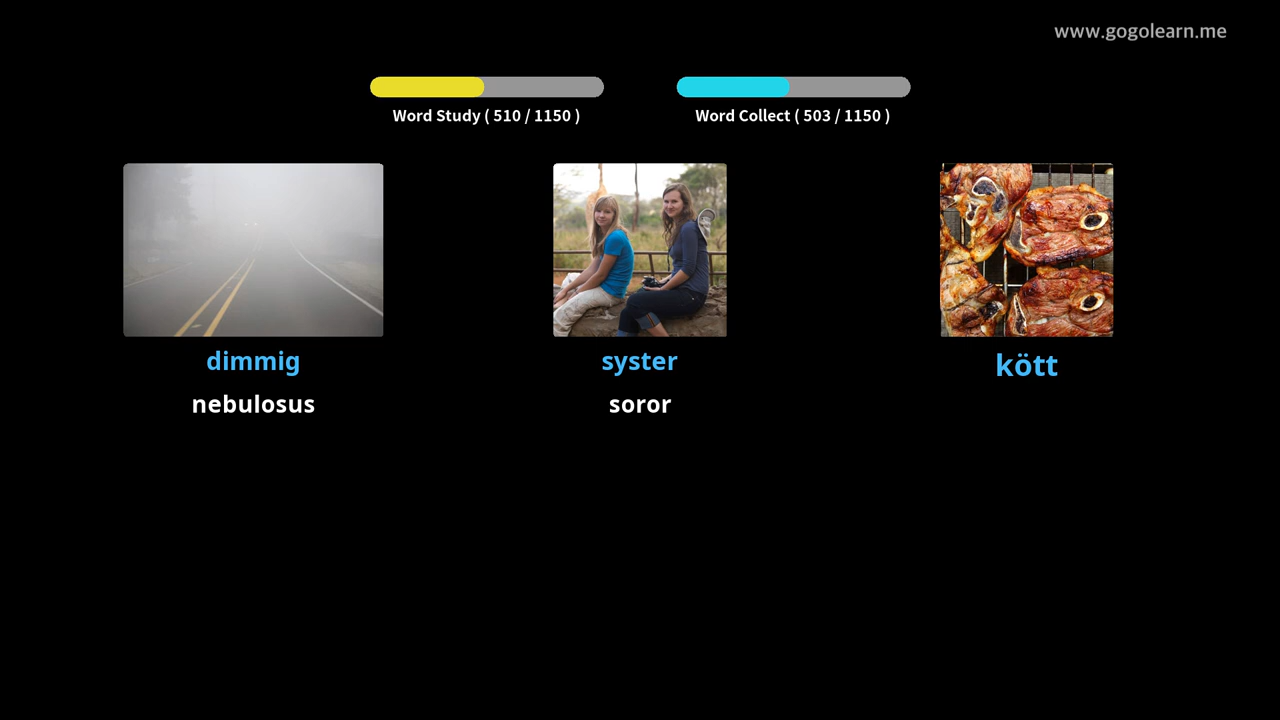 www.gogolearn.me
Word Study ( 510 / 1150 )
Word Collect ( 503 / 1150 )
dimmig
syster
kött
nebulosus
soror